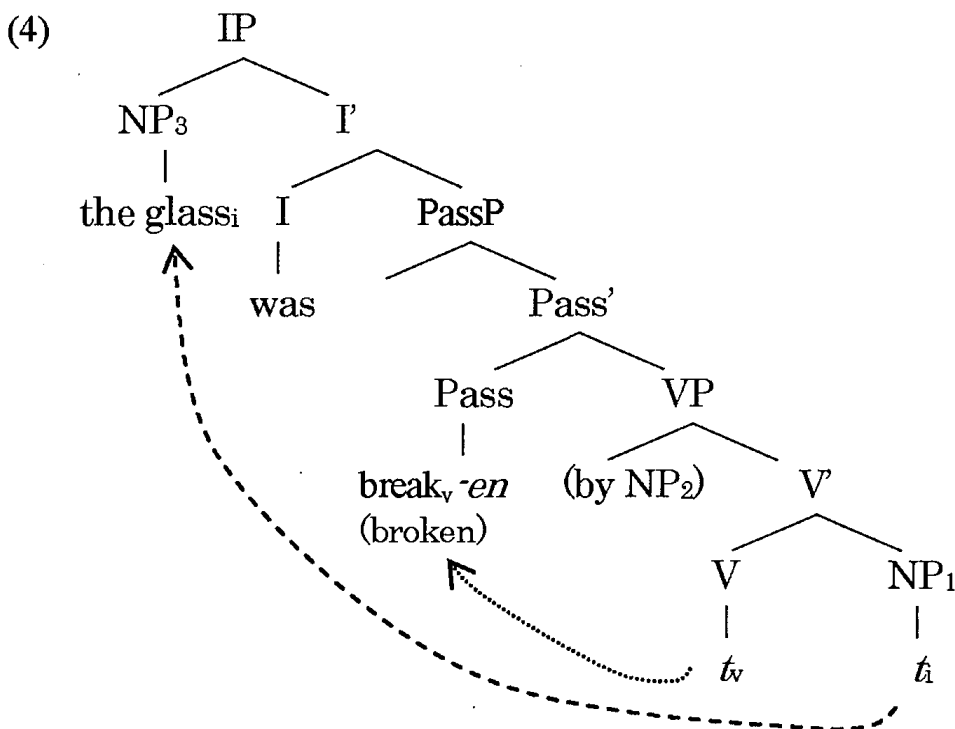 (4) IP
NP3 I'
the glassi I PassP
was Pass'
Pass VP
breakv-en (by NP2) V'
(broken)
V NP1
tv ti